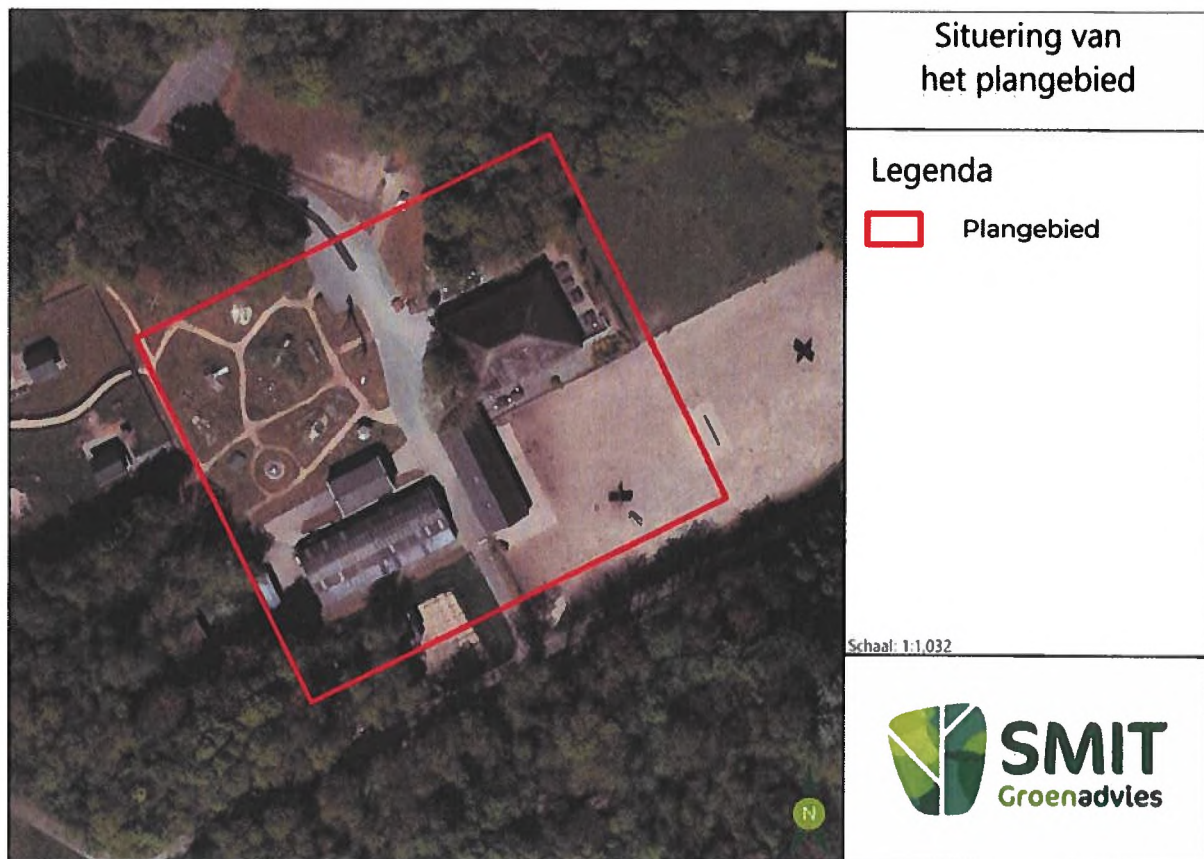 Situering van
het plangebied
Legenda
Plangebied
Schaal: 1:1,032
N
SMIT
Groenadvies